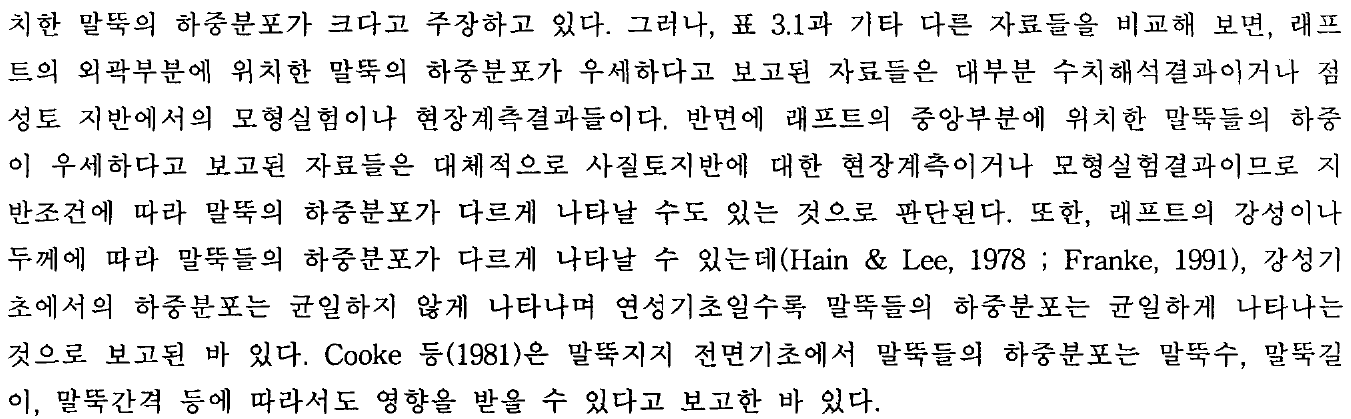 치한 말뚝의 하중분포가 크다고 주장하고 있다. 그러나, 표 3.1과 기타 다른 자료들을 비교해 보면, 래프
트의 외곽부분에 위치한 말뚝의 하중분포가 우세하다고 보고된 자료들은 대부분 수치해석결과이거나 점
성토 지반에서의 모형실험이나 현장계측결과들이다. 반면에 래프트의 중앙부분에 위치한 말뚝들의 하중
이 우세하다고 보고된 자료들은 대체적으로 사질토지반에 대한 현장계측이거나 모형실험결과이므로 지
반조건에 따라 말뚝의 하중분포가 다르게 나타날 수도 있는 것으로 판단된다. 또한, 래프트의 강성이나
두께에 따라 말뚝들의 하중분포가 다르게 나타날 수 있는데(Hain & Lee, 1978 ; Franke, 1991), 강성기
초에서의 하중분포는 균일하지 않게 나타나며 연성기초일수록 말뚝들의 하중분포는 균일하게 나타나는
것으로 보고된 바 있다. Cooke 등(1981)은 말뚝지지 전면기초에서 말뚝들의 하중분포는 말뚝수, 말뚝길
이, 말뚝간격 등에 따라서도 영향을 받을 수 있다고 보고한 바 있다.